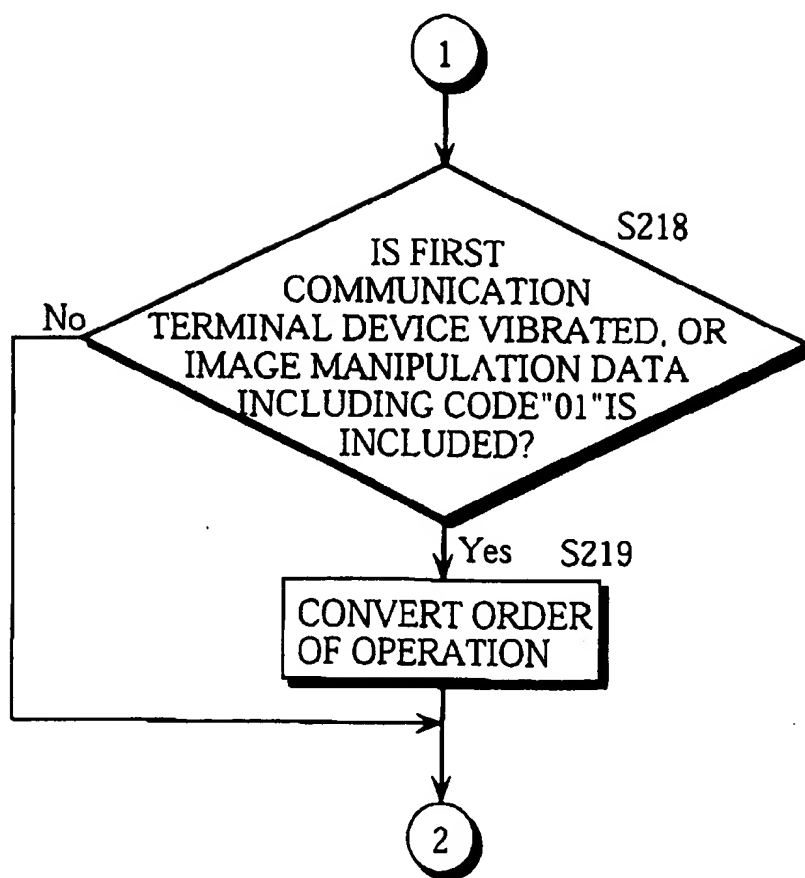 1
S218
IS FIRST
COMMUNICATION
No
TERMINAL DEVICE VIBRATED, OR
IMAGE MANIPULATION DATA
INCLUDING CODE"01"IS
INCLUDED?
Yes
S219
CONVERT ORDER
OF OPERATION
2